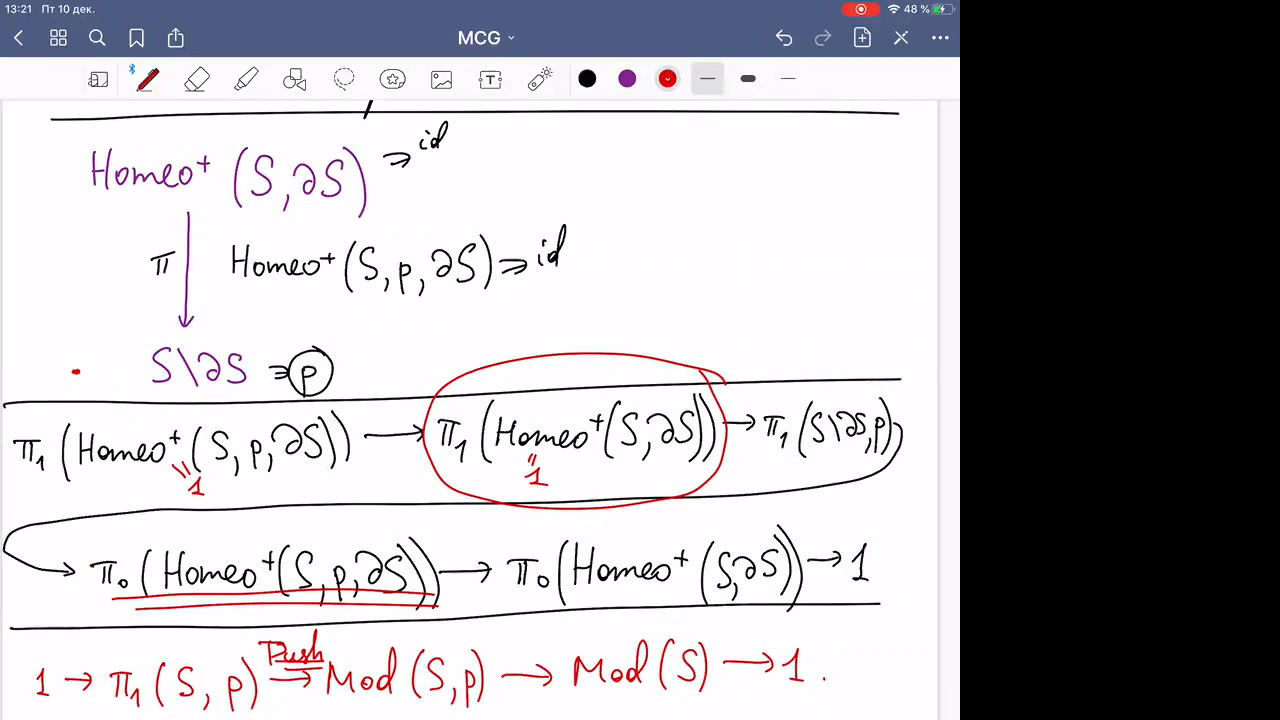 13:21 Пт 10 дек. 48 %
MCG
Homeo⁺ (S, ∂S) ⇒ id
π Homeo⁺ (S, p, ∂S) ⇒ id
S\∂S ∋ p
π₁ (Homeo⁺ (S, p, ∂S)) → π₁ (Homeo⁺ (S, ∂S)) → π₁ (S\∂S, p)
" 1 " 1
→ π₀ (Homeo⁺ (S, p, ∂S)) → π₀ (Homeo⁺ (S, ∂S)) → 1
Push
1 → π₁ (S, p) → Mod (S, p) → Mod (S) → 1.